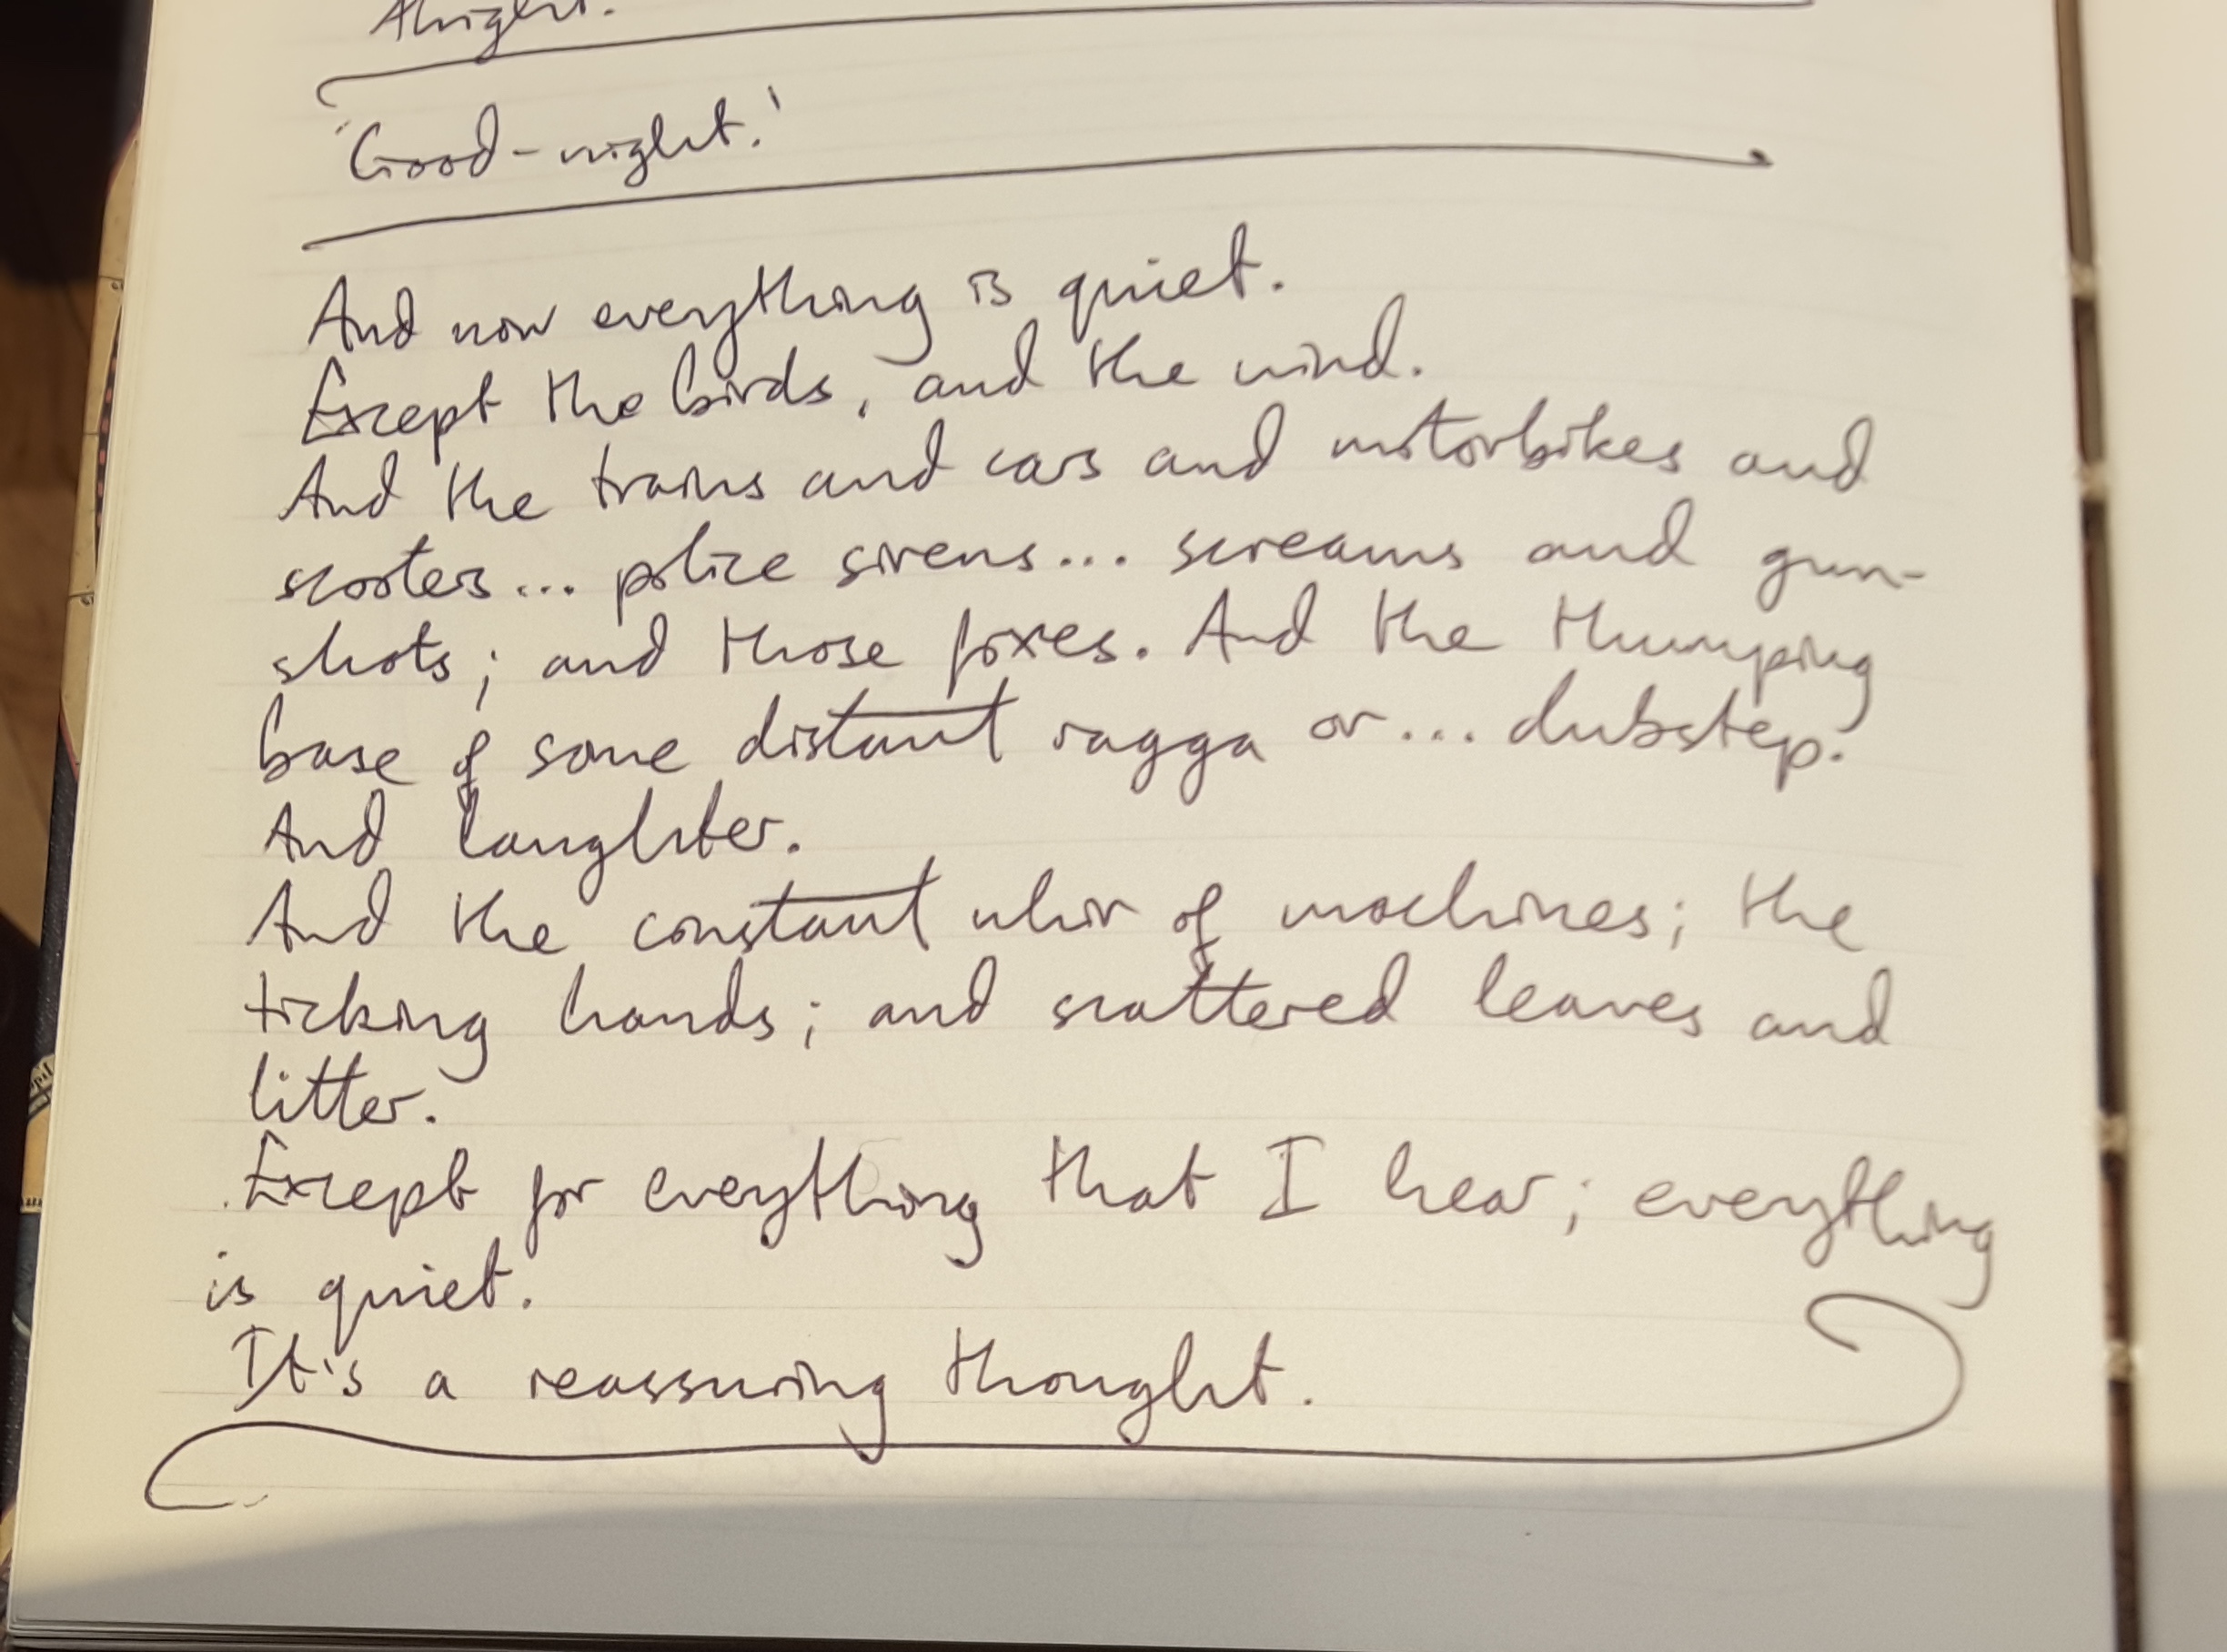 Alright.
'Good-night.'
And now everything is quiet.
Except the birds, and the wind.
And the trains and cars and motorbikes and
scooters... police sirens... screams and gun-
shots; and those foxes. And the thumping
base of some distant ragga or... dubstep.
And laughter.
And the constant whir of machines; the
ticking hands; and scattered leaves and
litter.
Except for everything that I hear; everything
is quiet.
It's a reassuring thought.